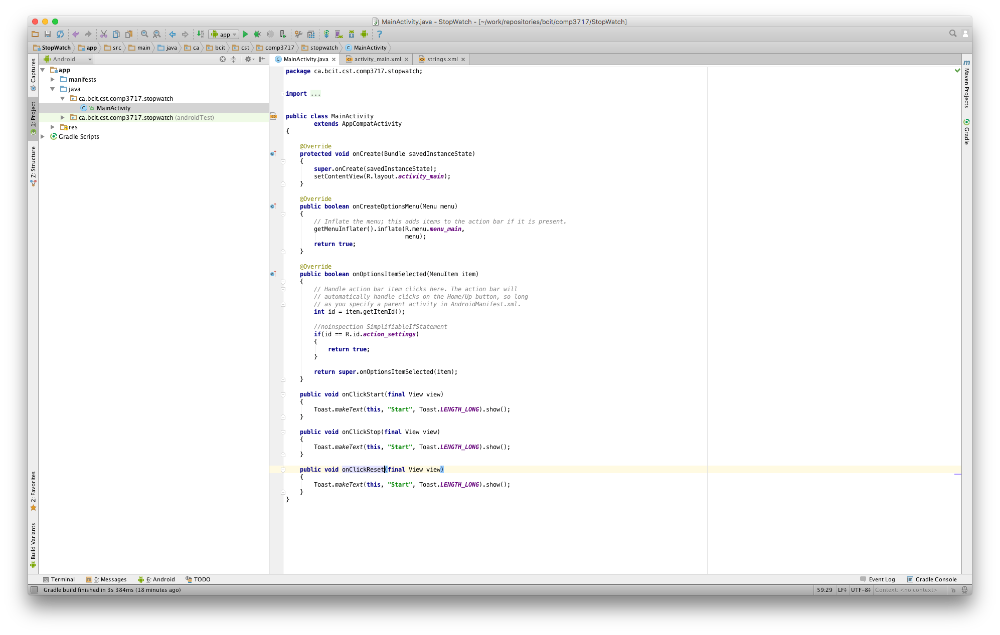 MainActivity.java - StopWatch - [~/work/repositories/bcit/comp3717/StopWatch]
app
StopWatch app src main java ca bcit cst comp3717 stopwatch MainActivity
Captures
1: Project
7: Structure
2: Favorites
Build Variants
Android
app
manifests
java
ca.bcit.cst.comp3717.stopwatch
MainActivity
ca.bcit.cst.comp3717.stopwatch (androidTest)
res
Gradle Scripts
MainActivity.java activity_main.xml strings.xml
package ca.bcit.cst.comp3717.stopwatch;
import ...
public class MainActivity
extends AppCompatActivity
{
@Override
protected void onCreate(Bundle savedInstanceState)
{
super.onCreate(savedInstanceState);
setContentView(R.layout.activity_main);
}
@Override
public boolean onCreateOptionsMenu(Menu menu)
{
// Inflate the menu; this adds items to the action bar if it is present.
getMenuInflater().inflate(R.menu.menu_main,
menu);
return true;
}
@Override
public boolean onOptionsItemSelected(MenuItem item)
{
// Handle action bar item clicks here. The action bar will
// automatically handle clicks on the Home/Up button, so long
// as you specify a parent activity in AndroidManifest.xml.
int id = item.getItemId();
//noinspection SimplifiableIfStatement
if(id == R.id.action_settings)
{
return true;
}
return super.onOptionsItemSelected(item);
}
public void onClickStart(final View view)
{
Toast.makeText(this, "Start", Toast.LENGTH_LONG).show();
}
public void onClickStop(final View view)
{
Toast.makeText(this, "Start", Toast.LENGTH_LONG).show();
}
public void onClickReset(final View view)
{
Toast.makeText(this, "Start", Toast.LENGTH_LONG).show();
}
}
m Maven Projects
Gradle
Terminal 0: Messages 6: Android TODO Event Log Gradle Console
Gradle build finished in 3s 384ms (18 minutes ago) 59:29 LF UTF-8 Context: <no context>